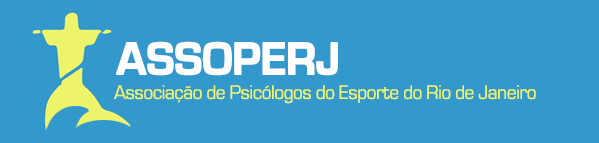 ASSOPERJ
Associação de Psicólogos do Esporte do Rio de Janeiro